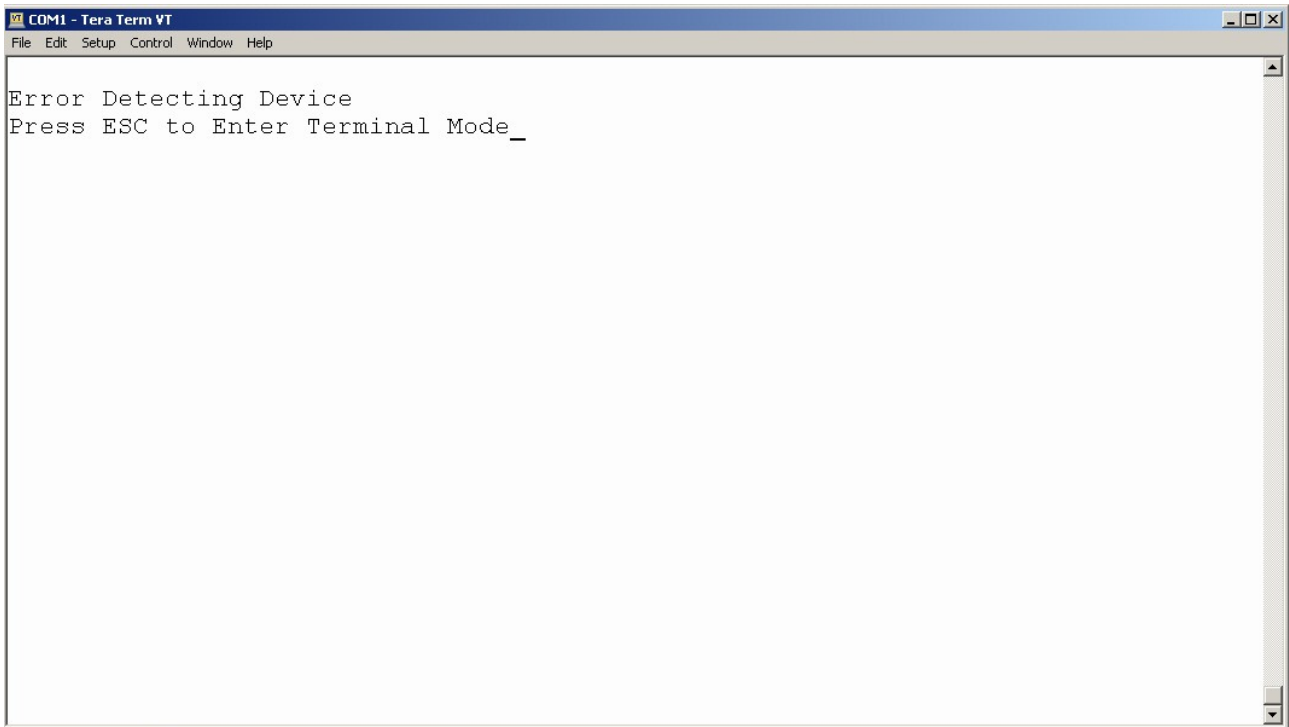 COM1 - Tera Term VT
File Edit Setup Control Window Help
Error Detecting Device
Press ESC to Enter Terminal Mode_